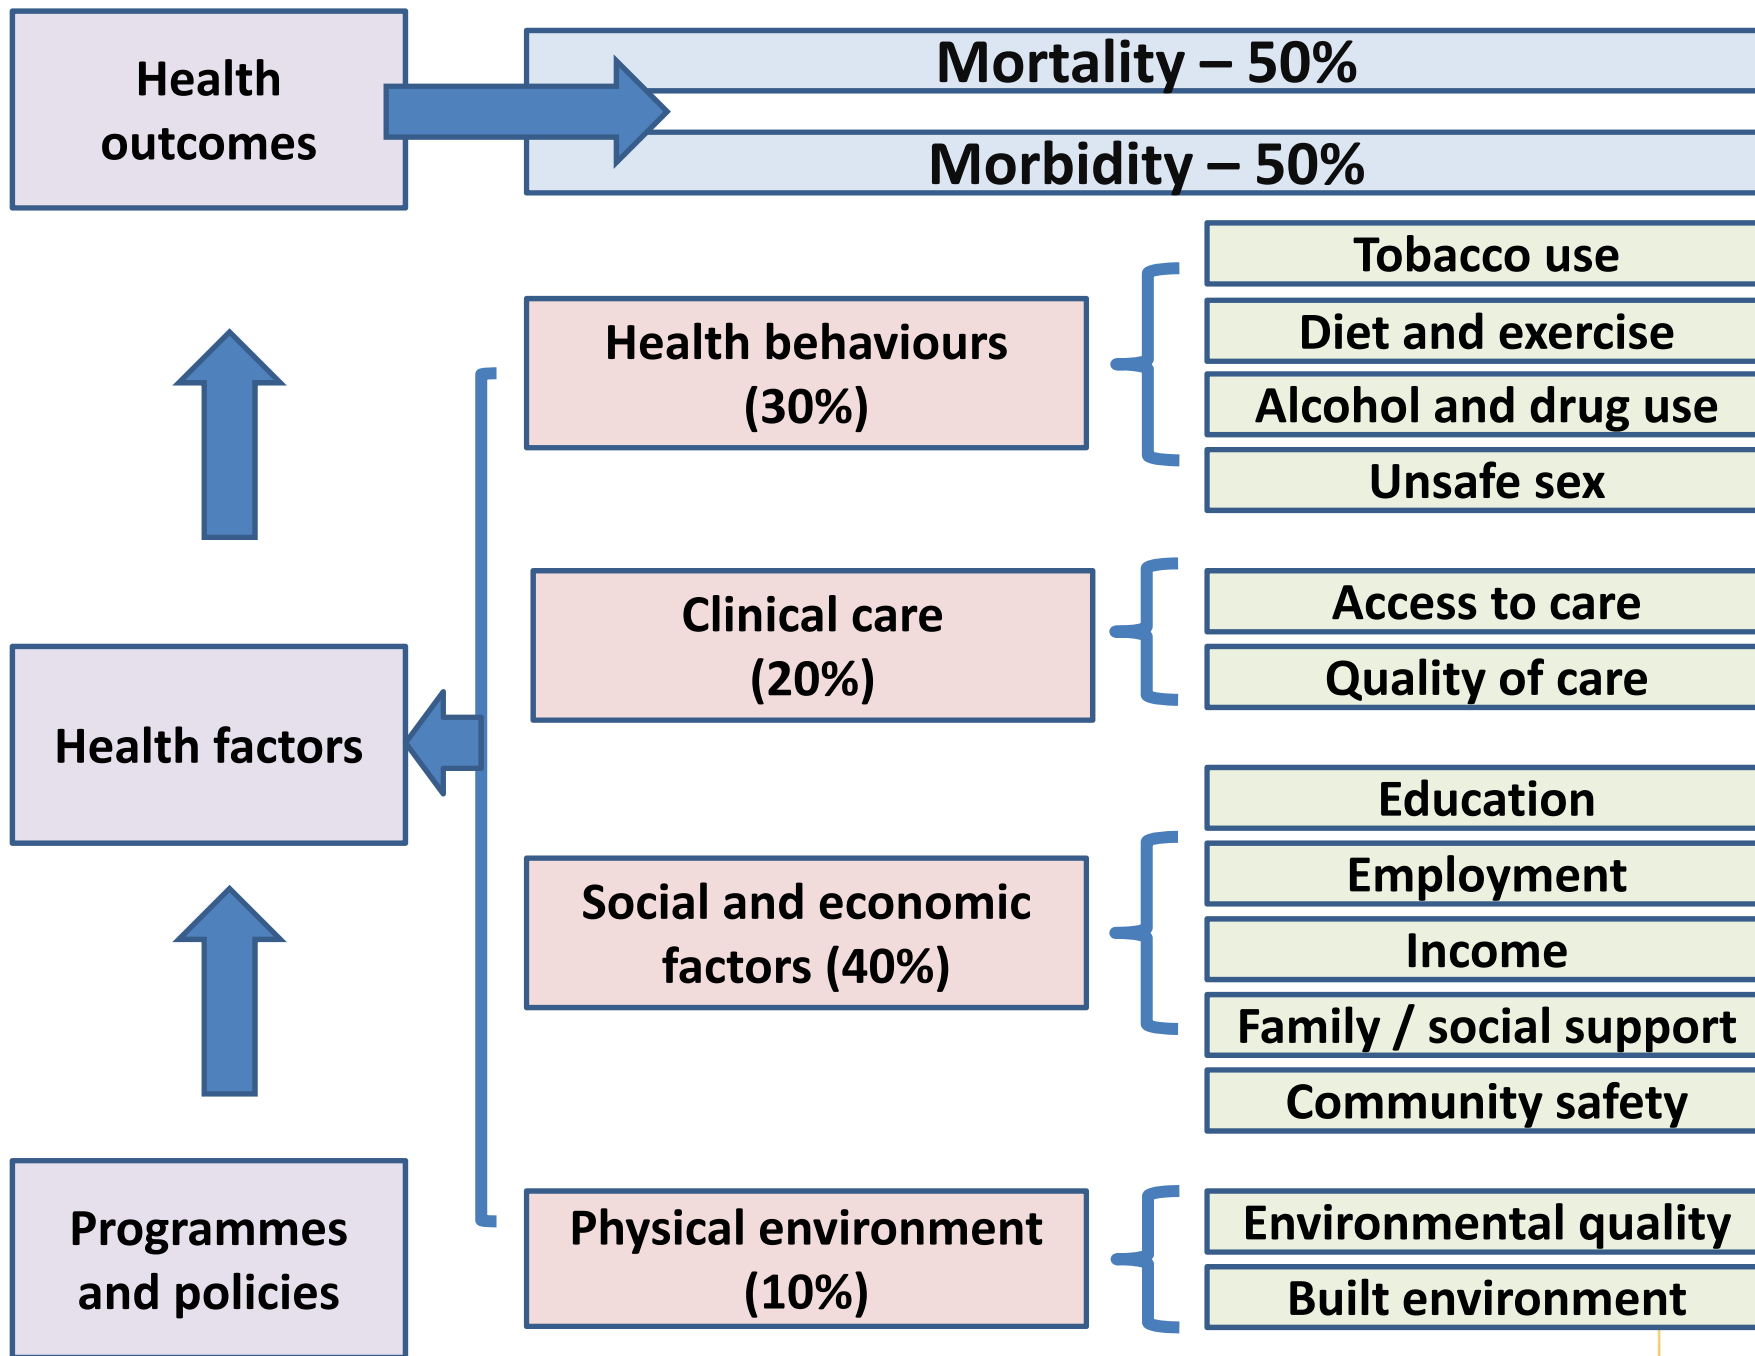 Health
outcomes
Mortality – 50%
Morbidity – 50%
Health behaviours
(30%)
Tobacco use
Diet and exercise
Alcohol and drug use
Unsafe sex
Clinical care
(20%)
Access to care
Quality of care
Health factors
Social and economic
factors (40%)
Education
Employment
Income
Family / social support
Community safety
Programmes
and policies
Physical environment
(10%)
Environmental quality
Built environment